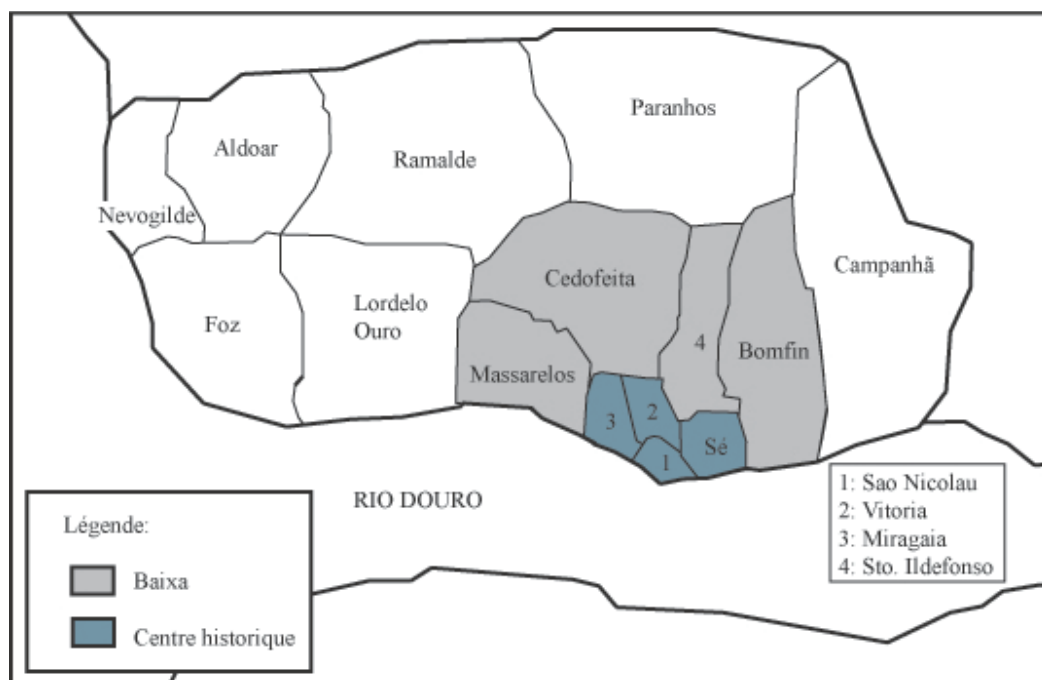 Paranhos
Aldoar
Ramalde
Nevogilde
Campanhã
Cedofeita
Lordelo
Ouro
Foz
4
Bomfin
Massarelos
3
2
Sé
1
RIO DOURO
1: Sao Nicolau
2: Vitoria
3: Miragaia
4: Sto. Ildefonso
Légende:
Baixa
Centre historique